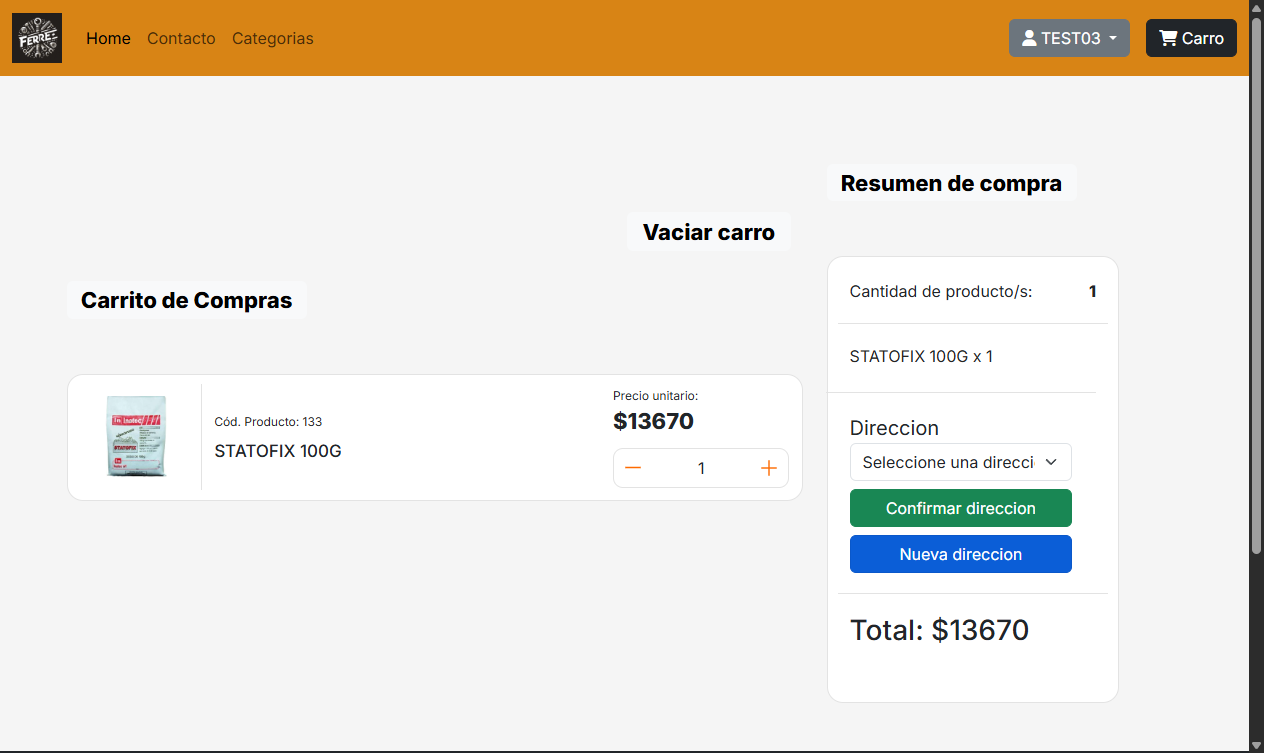 FERRET
Home
Contacto
Categorias
TEST03
Carro
Resumen de compra
Vaciar carro
Carrito de Compras
Cód. Producto: 133
STATOFIX 100G
Precio unitario:
$13670
1
Cantidad de producto/s: 1
STATOFIX 100G x 1
Direccion
Seleccione una direcci
Confirmar direccion
Nueva direccion
Total: $13670
STATOFIX